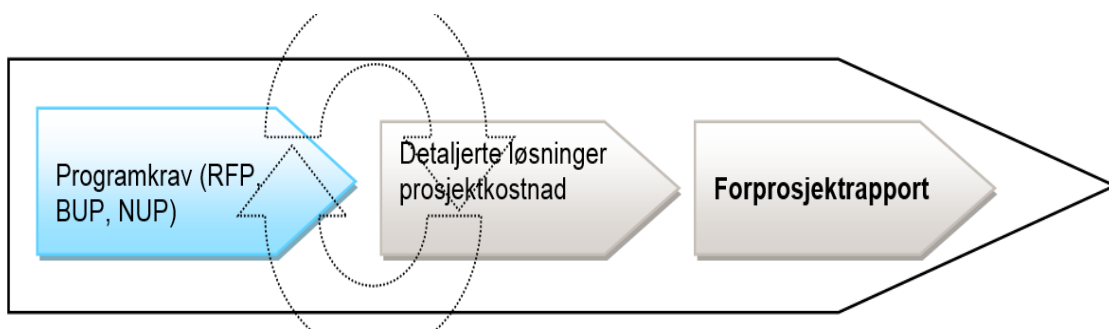 Programkrav (RFP,
BUP, NUP)
Detaljerte løsninger
prosjektkostnad
Forprosjektrapport